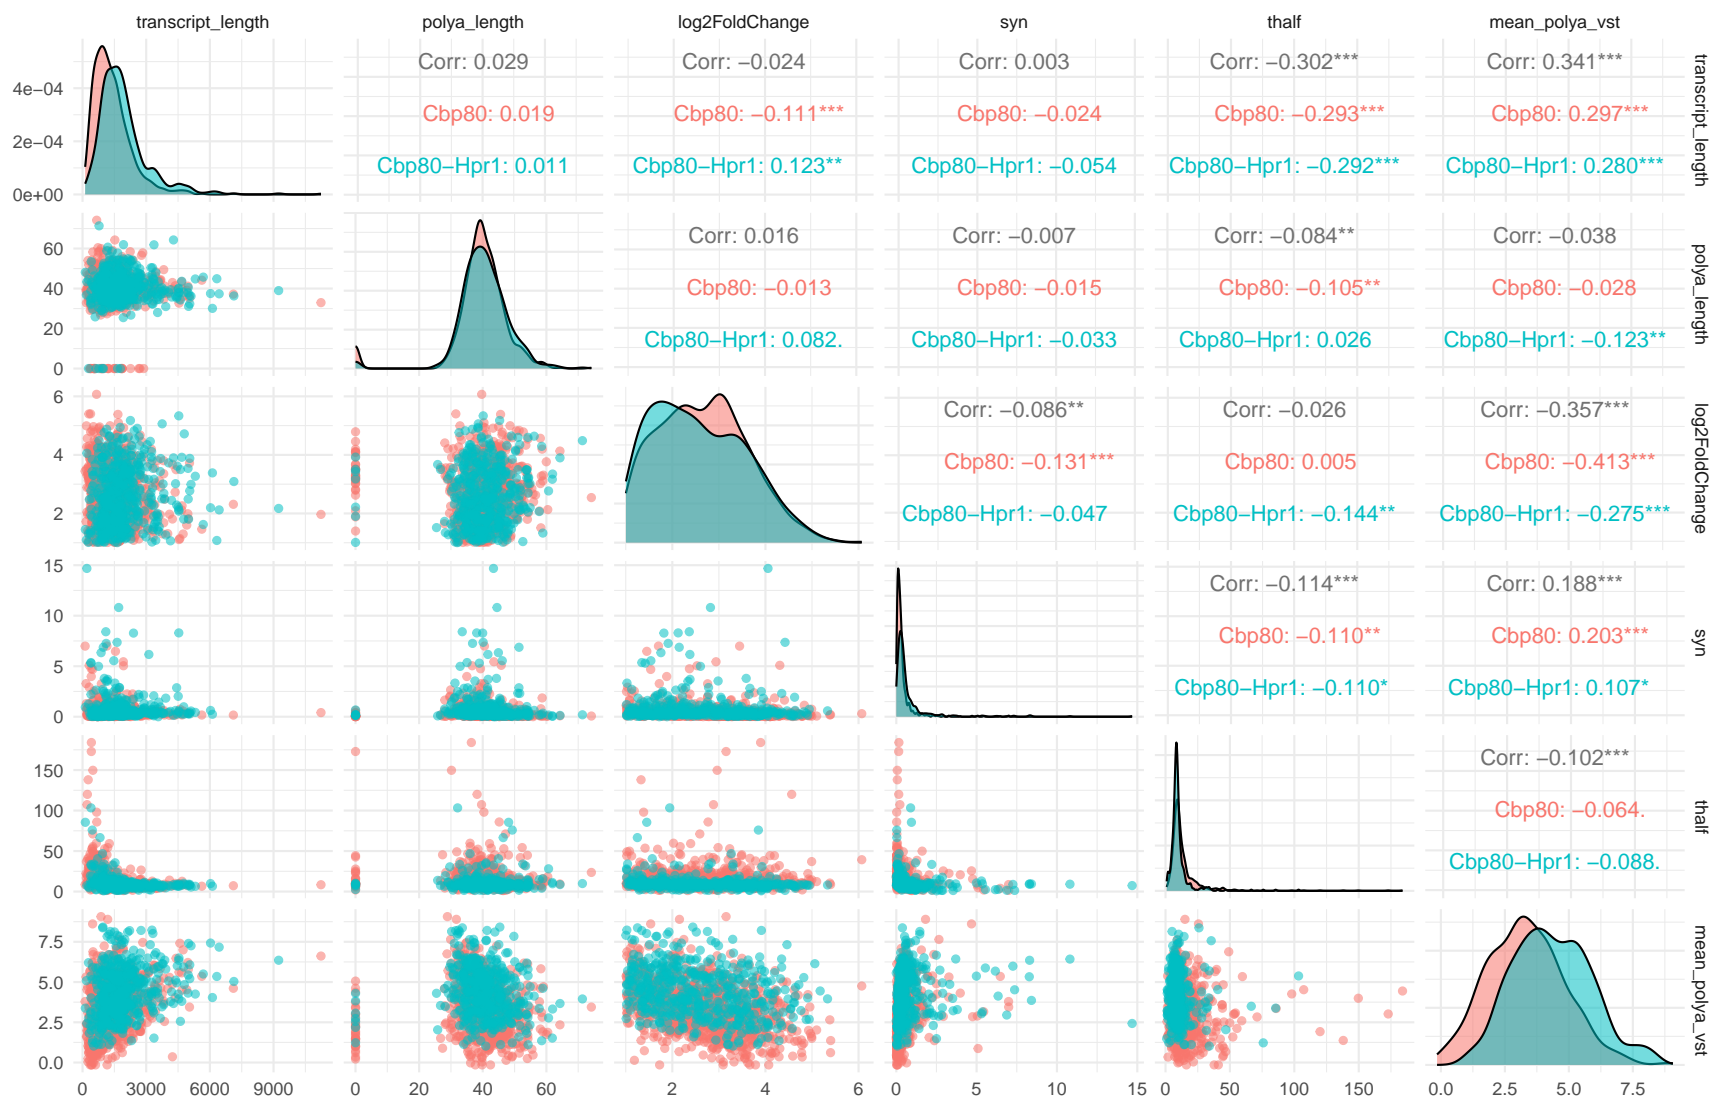 transcript_length polya_length log2FoldChange syn thalf mean_polya_vst
4e−04
2e−04
0e+00
Corr: 0.029
Cbp80: 0.019
Cbp80−Hpr1: 0.011
Corr: −0.024
Cbp80: −0.111***
Cbp80−Hpr1: 0.123**
Corr: 0.003
Cbp80: −0.024
Cbp80−Hpr1: −0.054
Corr: −0.302***
Cbp80: −0.293***
Cbp80−Hpr1: −0.292***
Corr: 0.341***
Cbp80: 0.297***
Cbp80−Hpr1: 0.280***
transcript_length
60
40
20
0
Corr: 0.016
Cbp80: −0.013
Cbp80−Hpr1: 0.082.
Corr: −0.007
Cbp80: −0.015
Cbp80−Hpr1: −0.033
Corr: −0.084**
Cbp80: −0.105**
Cbp80−Hpr1: 0.026
Corr: −0.038
Cbp80: −0.028
Cbp80−Hpr1: −0.123**
polya_length
6
4
2
Corr: −0.086**
Cbp80: −0.131***
Cbp80−Hpr1: −0.047
Corr: −0.026
Cbp80: 0.005
Cbp80−Hpr1: −0.144**
Corr: −0.357***
Cbp80: −0.413***
Cbp80−Hpr1: −0.275***
log2FoldChange
15
10
5
0
Corr: −0.114***
Cbp80: −0.110**
Cbp80−Hpr1: −0.110*
Corr: 0.188***
Cbp80: 0.203***
Cbp80−Hpr1: 0.107*
syn
150
100
50
0
Corr: −0.102***
Cbp80: −0.064.
Cbp80−Hpr1: −0.088.
thalf
7.5
5.0
2.5
0.0
mean_polya_vst
0 3000 6000 9000 0 20 40 60 2 4 6 0 5 10 15 0 50 100 150 0.0 2.5 5.0 7.5